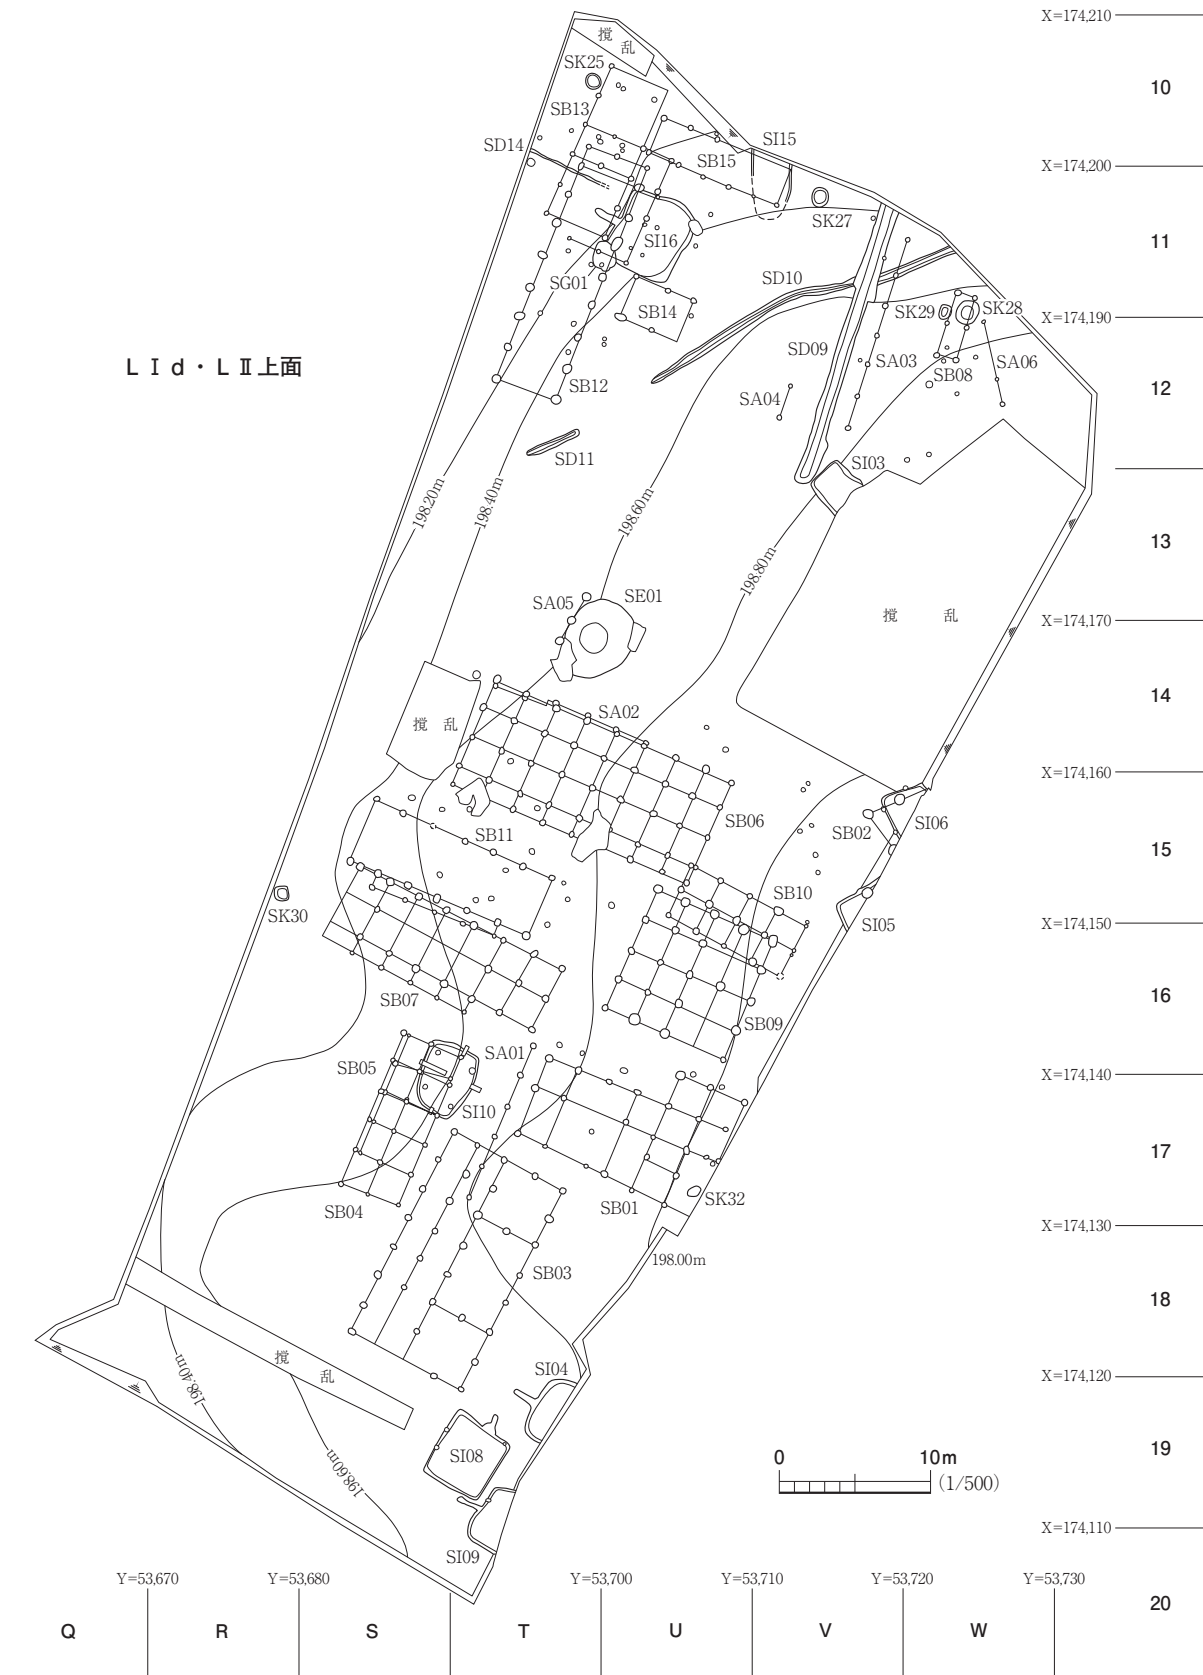 X=174,210
撹乱
SK25
10
SB13
SD14
SI15
SB15
X=174,200
SK27
SI16
11
SG01
SD10
SB14
SK29
SK28
X=174,190
LⅠd・LⅡ上面
SD09
SA03
SA06
SB08
SB12
SA04
12
SD11
SI03
198.20m
198.40m
198.60m
13
198.80m
SA05
SE01
撹乱
X=174,170
14
SA02
撹乱
X=174,160
SB06
SB02
SI06
SB11
15
SB10
SK30
SI05
X=174,150
SB07
16
SB09
SA01
SB05
X=174,140
SI10
17
SB04
SB01
SK32
X=174,130
198.00m
SB03
18
撹乱
SI04
X=174,120
198.40m
SI08
19
198.60m
0 10m
(1/500)
X=174,110
SI09
Y=53,670
Y=53,680
Y=53,700
Y=53,710
Y=53,720
Y=53,730
20
Q
R
S
T
U
V
W